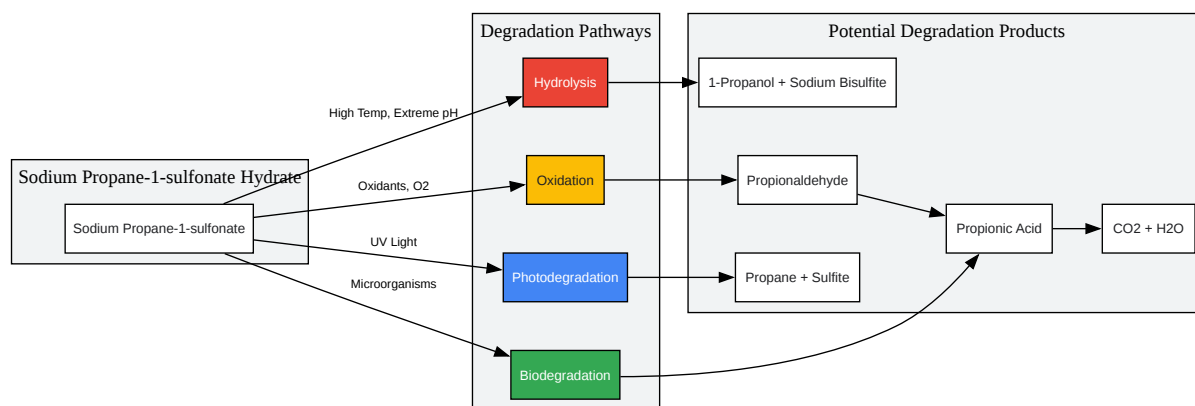 Degradation Pathways
Potential Degradation Products
Hydrolysis
1-Propanol + Sodium Bisulfite
High Temp, Extreme pH
Sodium Propane-1-sulfonate Hydrate
Oxidants, O2
Oxidation
Propionaldehyde
Sodium Propane-1-sulfonate
Propionic Acid
CO2 + H2O
UV Light
Photodegradation
Propane + Sulfite
Microorganisms
Biodegradation